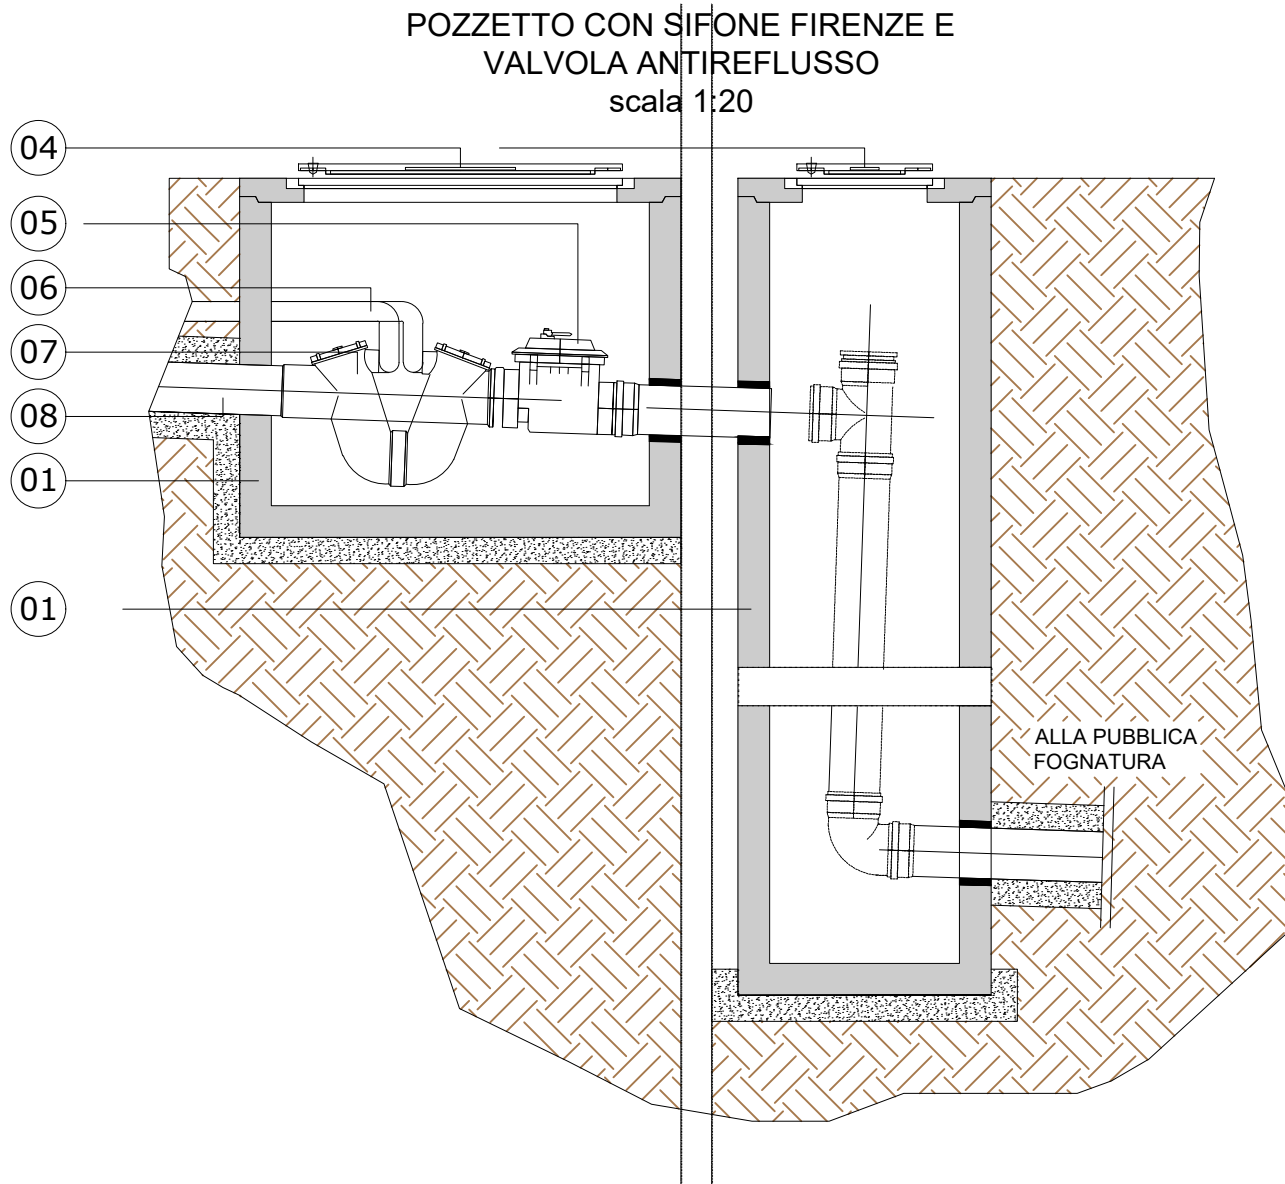 POZZETTO CON SIFONE FIRENZE E
VALVOLA ANTIREFLUSSO
scala 1:20
04
05
06
07
08
01
01
ALLA PUBBLICA
FOGNATURA